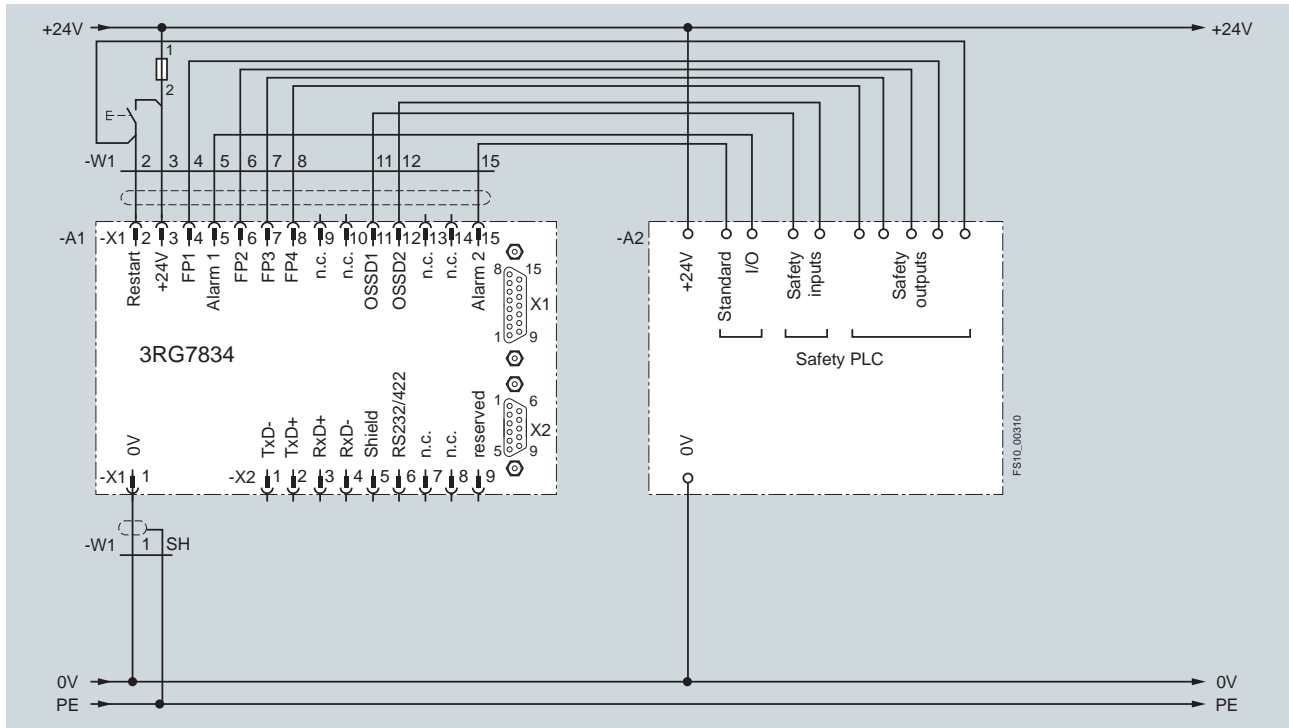 +24V
+24V
1
2
E
-W1 2 3 4 5 6 7 8 11 12 15
-A1
-X1 2 3 4 5 6 7 8 9 10 11 12 13 14 15
Restart
+24V
FP1
Alarm 1
FP2
FP3
FP4
n.c.
n.c.
OSSD1
OSSD2
n.c.
n.c.
Alarm 2
8 15
X1
1 9
3RG7834
1 6
X2
5 9
0V
TxD-
TxD+
RxD+
RxD-
Shield
RS232/422
n.c.
n.c.
reserved
-X1 1
-X2 1 2 3 4 5 6 7 8 9
-W1 1 SH
-A2
+24V
Standard
I/O
Safety
inputs
Safety
outputs
Safety PLC
0V
FS10_00310
0V
0V
PE
PE